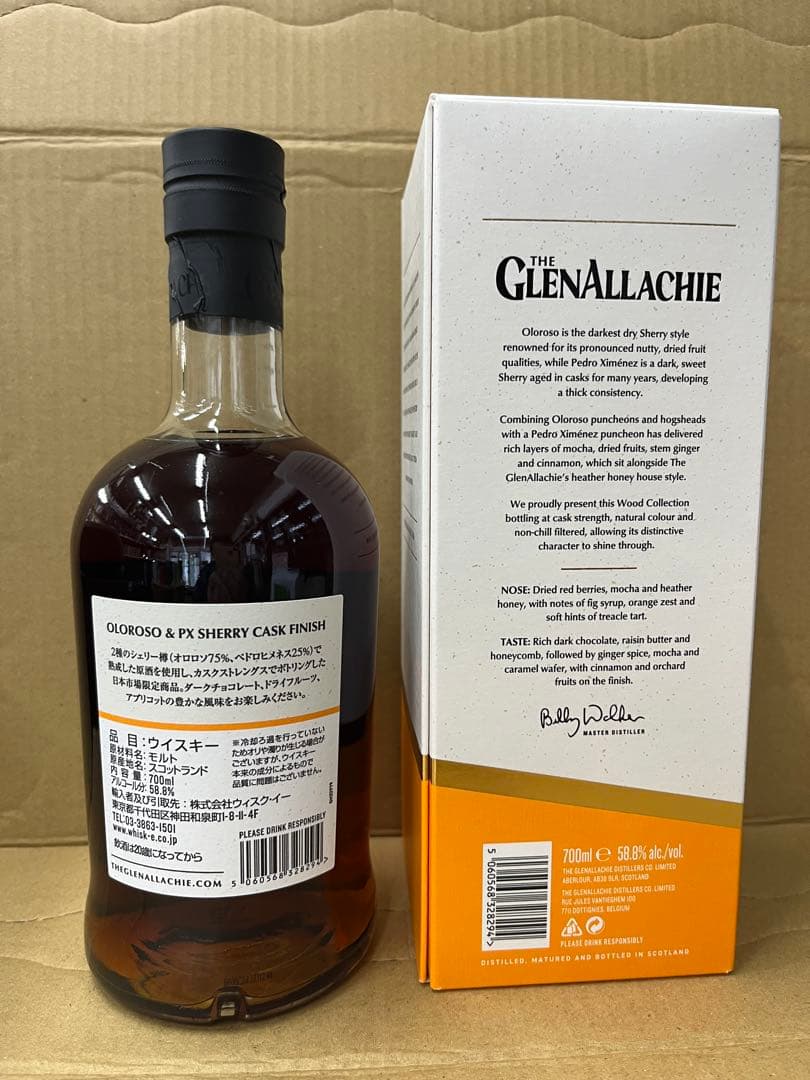 OLOROSO & PX SHERRY CASK FINISH
2種のシェリー樽(オロロソ75%、ペドロヒメネス25%)で
熟成した原酒を使用し、カスクストレングスでボトリングした
日本市場限定商品。ダークチョコレート、ドライフルーツ、
アプリコットの豊かな風味をお楽しみください。
品目:ウイスキー
原材料名:モルト
原産地名:スコットランド
内容量:700ml
アルコール分:58.8%
輸入者及び引取先:株式会社ウィスク・イー
東京都千代田区神田和泉町1-8-11-4F
TEL:03-3863-1501
www.whisk-e.co.jp
飲酒は20歳になってから
THEGLENALLACHIE.COM
※冷却ろ過を行っていない
ためオリや濁りが生じる場合が
ございますが、ウイスキー
本来の成分によるもので
品質に問題はございません。
PLEASE DRINK RESPONSIBLY
5 060568 328294>
THE
GLENALLACHIE
Oloroso is the darkest dry Sherry style
renowned for its pronounced nutty, dried fruit
qualities, while Pedro Ximénez is a dark, sweet
Sherry aged in casks for many years, developing
a thick consistency.
Combining Oloroso puncheons and hogsheads
with a Pedro Ximénez puncheon has delivered
rich layers of mocha, dried fruits, stem ginger
and cinnamon, which sit alongside The
GlenAllachie's heather honey house style.
We proudly present this Wood Collection
bottling at cask strength, natural colour and
non-chill filtered, allowing its distinctive
character to shine through.
NOSE: Dried red berries, mocha and heather
honey, with notes of fig syrup, orange zest and
soft hints of treacle tart.
TASTE: Rich dark chocolate, raisin butter and
honeycomb, followed by ginger spice, mocha and
caramel wafer, with cinnamon and orchard
fruits on the finish.
Billy Walker
MASTER DISTILLER
5 060568 328294>
700ml e 58.8% alc./vol.
THE GLENALLACHIE DISTILLERS CO. LIMITED
ABERLOUR, AB38 9LR, SCOTLAND
THE GLENALLACHIE DISTILLERS CO. LIMITED
RUE JULES VANTIEGHEM 100
7711 DOTTIGNIES, BELGIUM
PLEASE DRINK RESPONSIBLY
DISTILLED, MATURED AND BOTTLED IN SCOTLAND